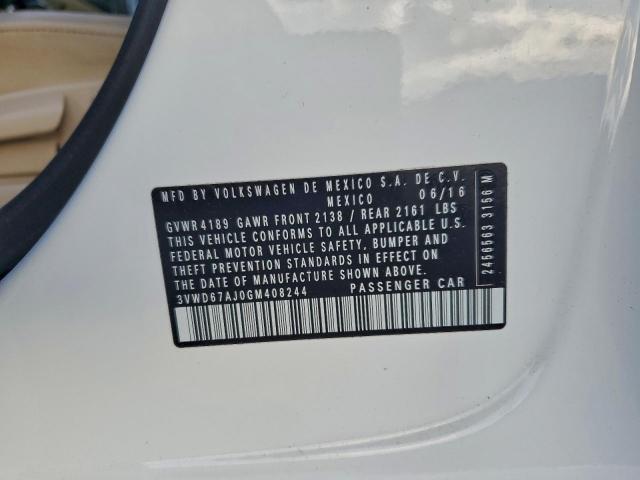 MFD BY VOLKSWAGEN DE MEXICO S.A. DE C.V.
MEXICO 06/16
GVWR 4189 GAWR FRONT 2138 / REAR 2161 LBS
THIS VEHICLE CONFORMS TO ALL APPLICABLE U.S.
FEDERAL MOTOR VEHICLE SAFETY, BUMPER AND
THEFT PREVENTION STANDARDS IN EFFECT ON
THE DATE OF MANUFACTURE SHOWN ABOVE.
3VWD67AJ0GM408244 PASSENGER CAR
2456563 3156 M